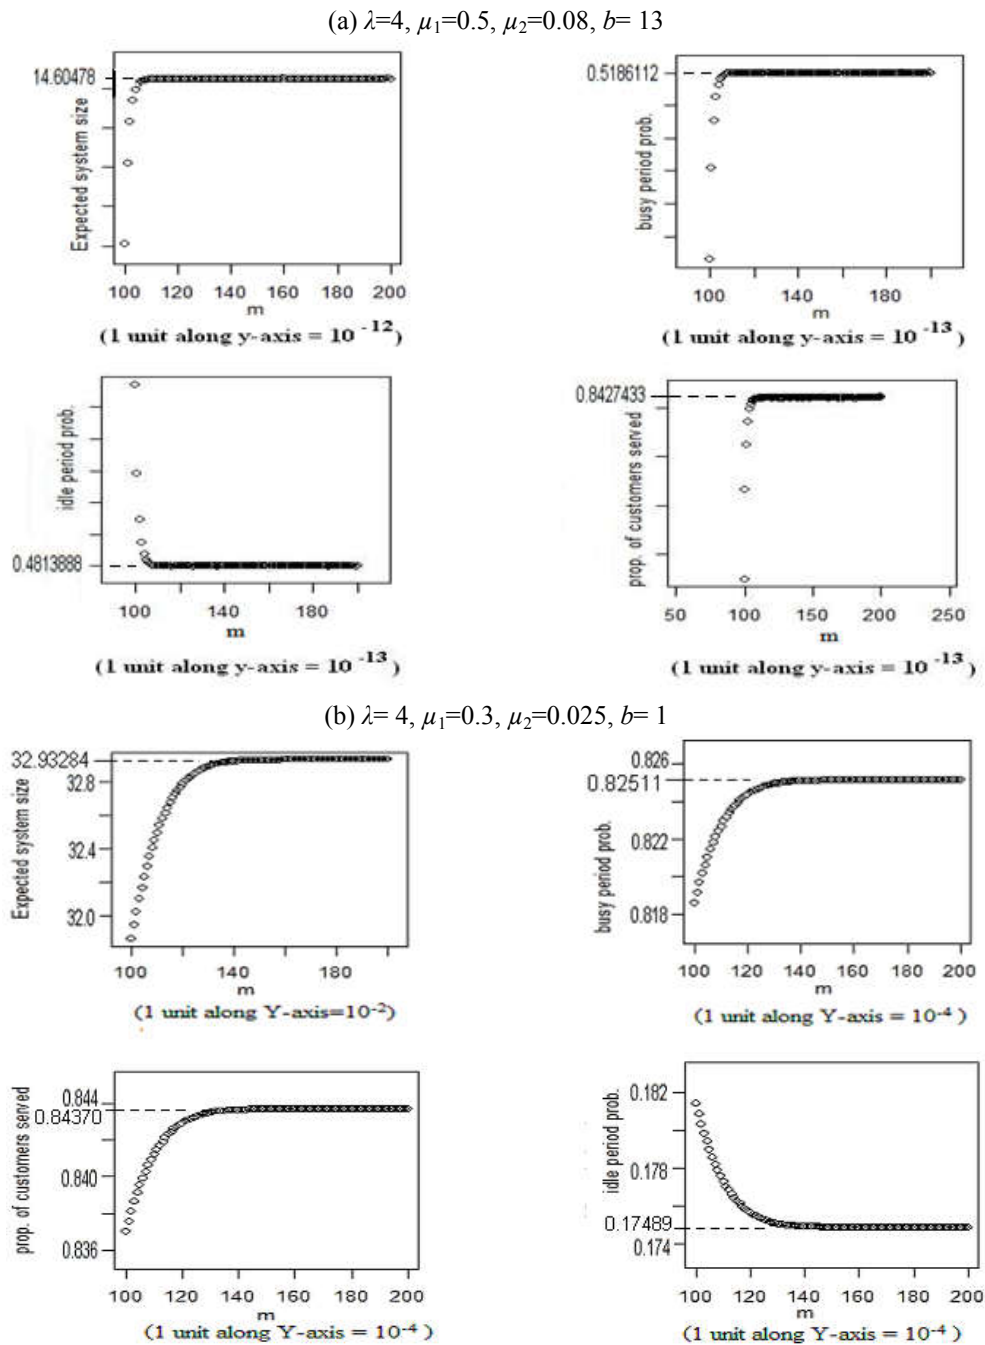 (a) λ=4, μ1=0.5, μ2=0.08, b= 13
14.60478
Expected system size
100 120 140 160 180 200
m
(1 unit along y-axis = 10 -12)
0.5186112
busy period prob.
100 140 180
m
(1 unit along y-axis = 10 -13)
idle period prob.
0.4813888
100 140 180
m
(1 unit along y-axis = 10 -13)
0.8427433
prop. of customers served
50 100 150 200 250
m
(1 unit along y-axis = 10 -13)
(b) λ= 4, μ1=0.3, μ2=0.025, b= 1
32.93284
32.8
32.4
32.0
Expected system size
100 140 180
m
(1 unit along Y-axis=10-2)
0.826
0.82511
0.822
0.818
busy period prob.
100 120 140 160 180 200
m
(1 unit along Y-axis = 10-4 )
0.844
0.84370
0.840
0.836
prop. of customers served
100 120 140 160 180 200
m
(1 unit along Y-axis = 10-4 )
0.182
0.178
0.17489
0.174
idle period prob.
100 120 140 160 180 200
m
(1 unit along Y-axis = 10-4 )